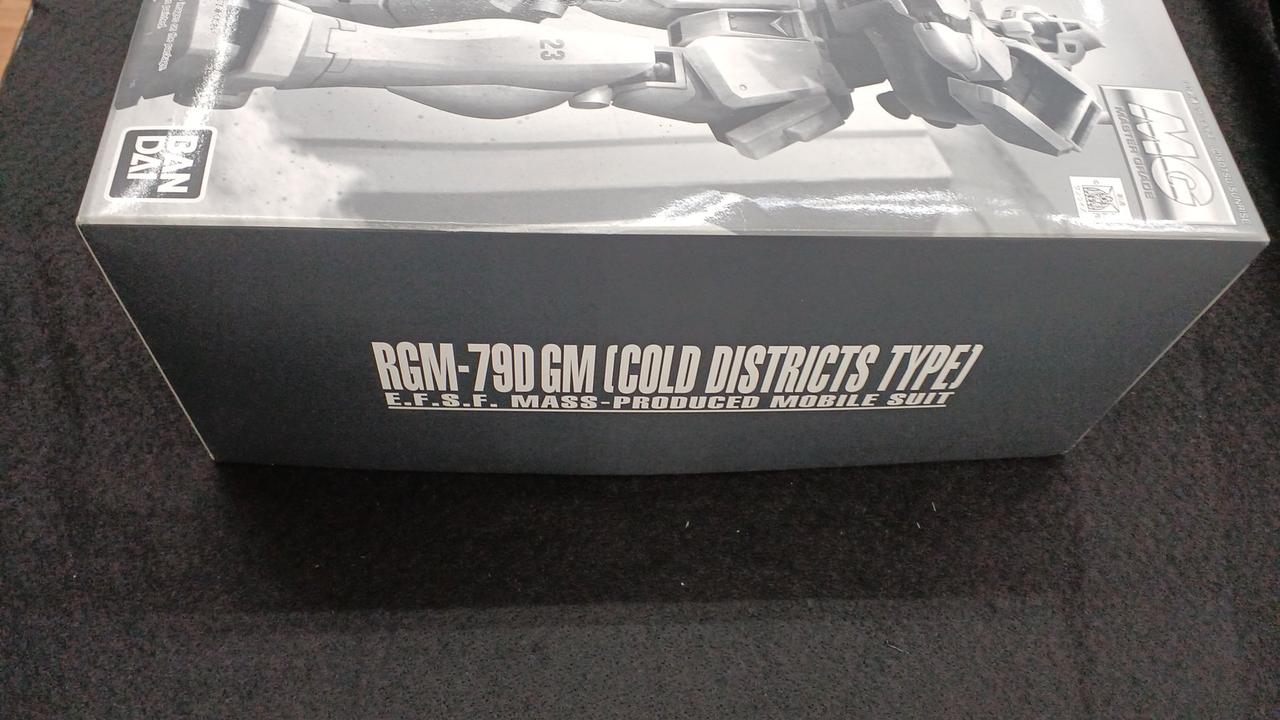 23
BAN
DAI
MG
MASTER GRADE
RGM-79D GM (COLD DISTRICTS TYPE)
E.F.S.F. MASS-PRODUCED MOBILE SUIT